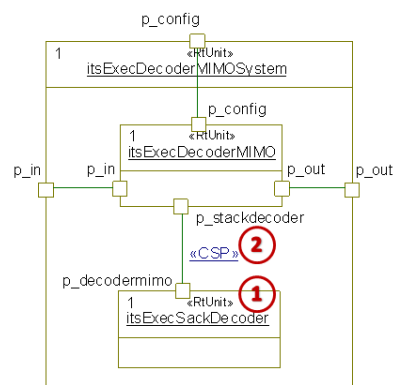 p_config
1
«RtUnit»
itsExecDecoderMIMOSystem
p_config
1
«RtUnit»
itsExecDecoderMIMO
p_in
p_in
p_out
p_out
p_stackdecoder
«CSP»
2
p_decodermimo
1
«RtUnit»
1
itsExecSackDecoder